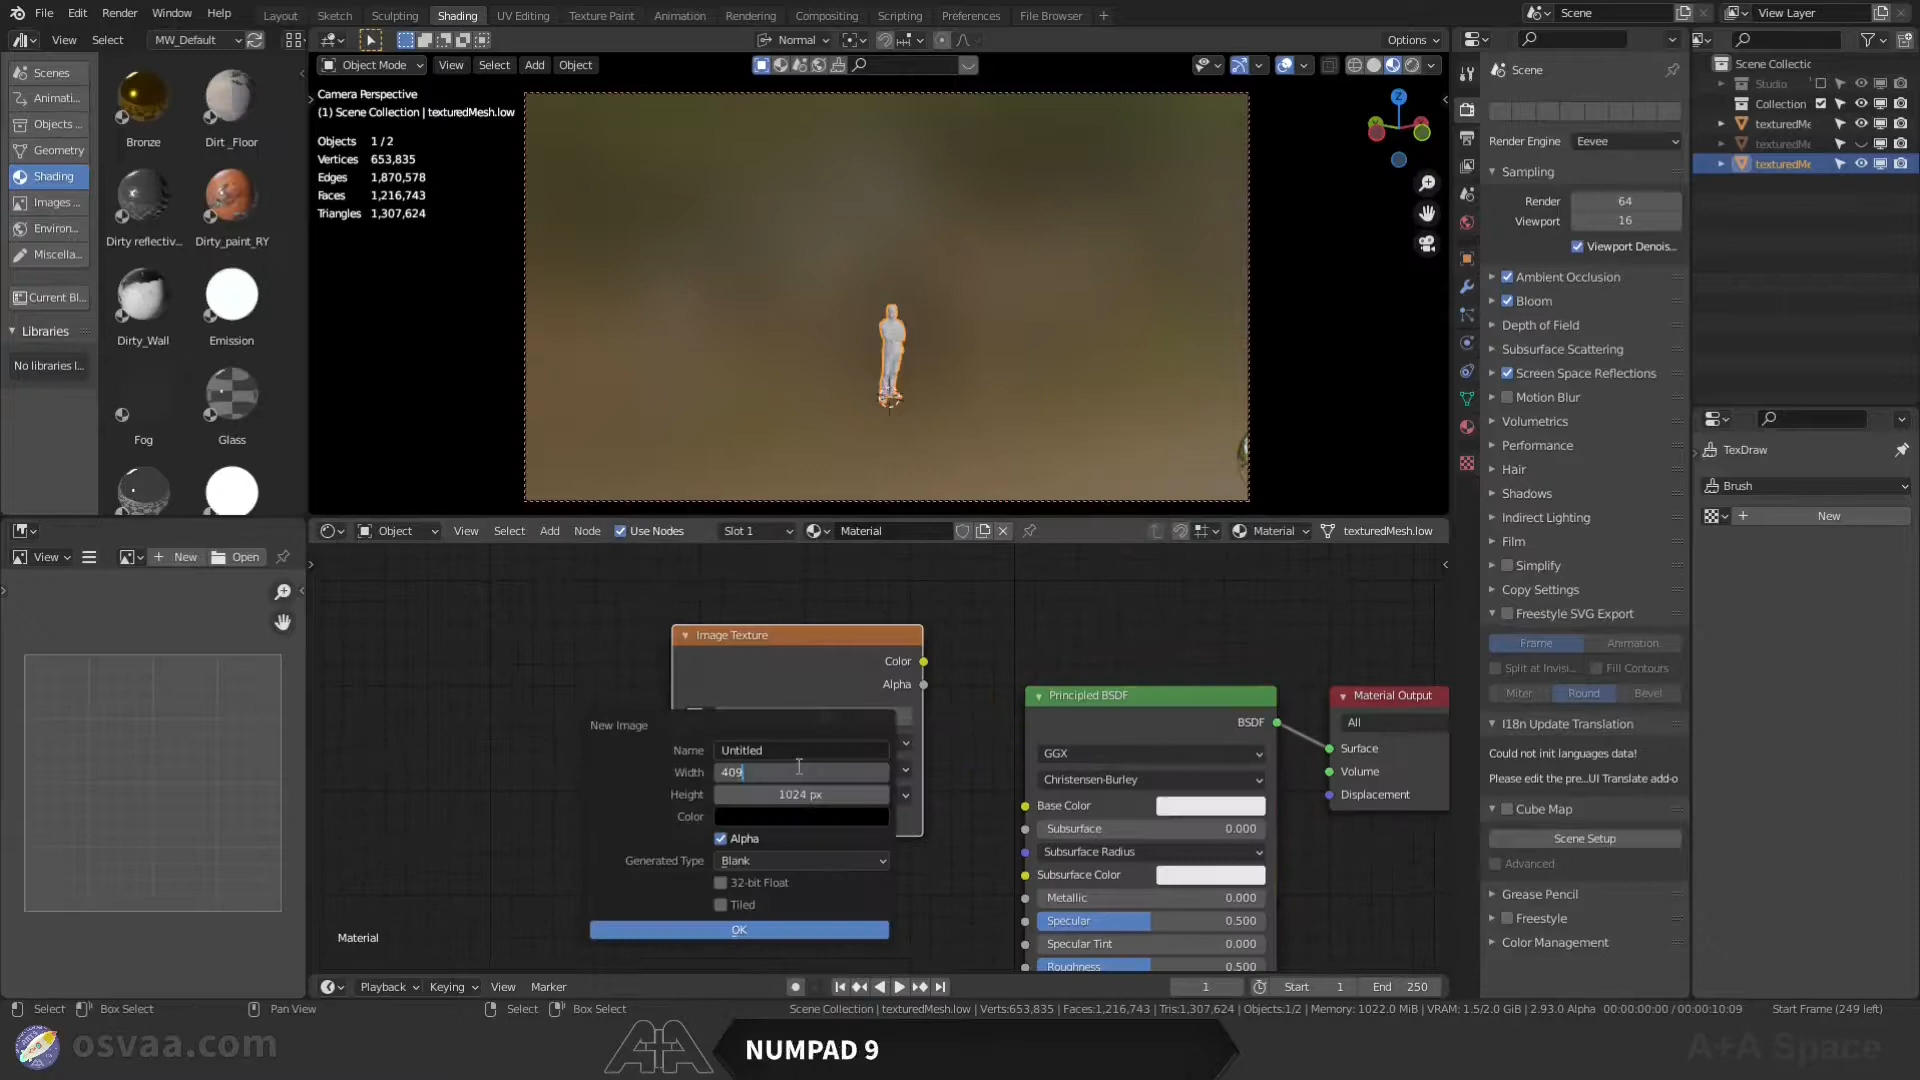 File Edit Render Window Help
Layout Sketch Sculpting Shading UV Editing Texture Paint Animation Rendering Compositing Scripting Preferences File Browser +
Scene
View Layer
View Select MW_Default
Normal
Options
Object Mode View Select Add Object
Scenes
Animati...
Objects ...
Geometry
Shading
Images ...
Environ...
Miscella...
Current Bl...
Libraries
No libraries l...
Bronze
Dirt _Floor
Dirty reflectiv...
Dirty_paint_RY
Dirty_Wall
Emission
Fog
Glass
Camera Perspective
(1) Scene Collection | texturedMesh.low
Objects 1 / 2
Vertices 653,835
Edges 1,870,578
Faces 1,216,743
Triangles 1,307,624
Z
Scene
Render Engine Eevee
Sampling
Render 64
Viewport 16
Viewport Denois...
Ambient Occlusion
Bloom
Depth of Field
Subsurface Scattering
Screen Space Reflections
Motion Blur
Volumetrics
Performance
Hair
Shadows
Indirect Lighting
Film
Simplify
Copy Settings
Freestyle SVG Export
Frame Animation
Split at Invisi... Fill Contours
Miter Round Bevel
I18n Update Translation
Could not init languages data!
Please edit the pre...UI Translate add-o
Cube Map
Scene Setup
Advanced
Grease Pencil
Freestyle
Color Management
Scene Collectic
Studio
Collection
texturedMe
texturedMe
texturedMe
TexDraw
Brush
+ New
View + New Open
Object View Select Add Node Use Nodes Slot 1 Material Material texturedMesh.low
Image Texture
Color
Alpha
New Image
Name Untitled
Width 409
Height 1024 px
Color
Alpha
Generated Type Blank
32-bit Float
Tiled
OK
Material
Principled BSDF
BSDF
GGX
Christensen-Burley
Base Color
Subsurface 0.000
Subsurface Radius
Subsurface Color
Metallic 0.000
Specular 0.500
Specular Tint 0.000
Roughness 0.500
Material Output
All
Surface
Volume
Displacement
Playback Keying View Marker
1 Start 1 End 250
Select Box Select Pan View Select Box Select
Scene Collection | texturedMesh.low | Verts:653,835 | Faces:1,216,743 | Tris:1,307,624 | Objects:1/2 | Memory: 1022.0 MiB | VRAM: 1.5/2.0 GiB | 2.93.0 Alpha 00:00:00:00 / 00:00:10:09 Start Frame (249 left)
osvaa.com
A+A
NUMPAD 9
A+A Space